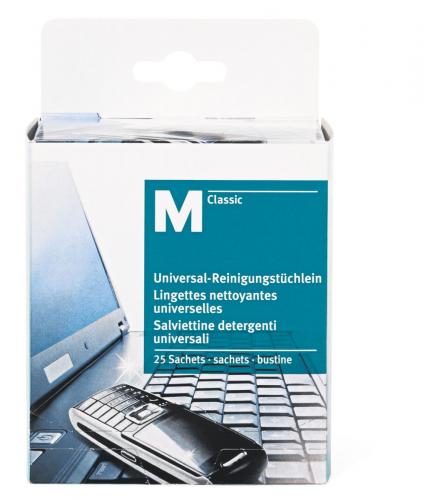 M Classic
Universal-Reinigungstüchlein
Lingettes nettoyantes
universelles
Salviettine detergenti
universali
25 Sachets · sachets · bustine